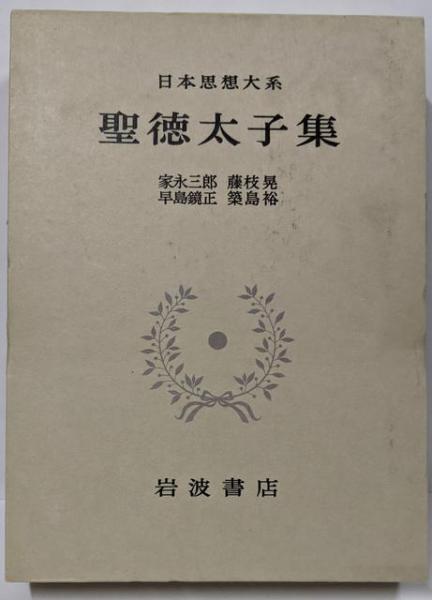 日本思想大系
聖徳太子集
家永三郎 藤枝晃
早島鏡正 築島裕
岩波書店